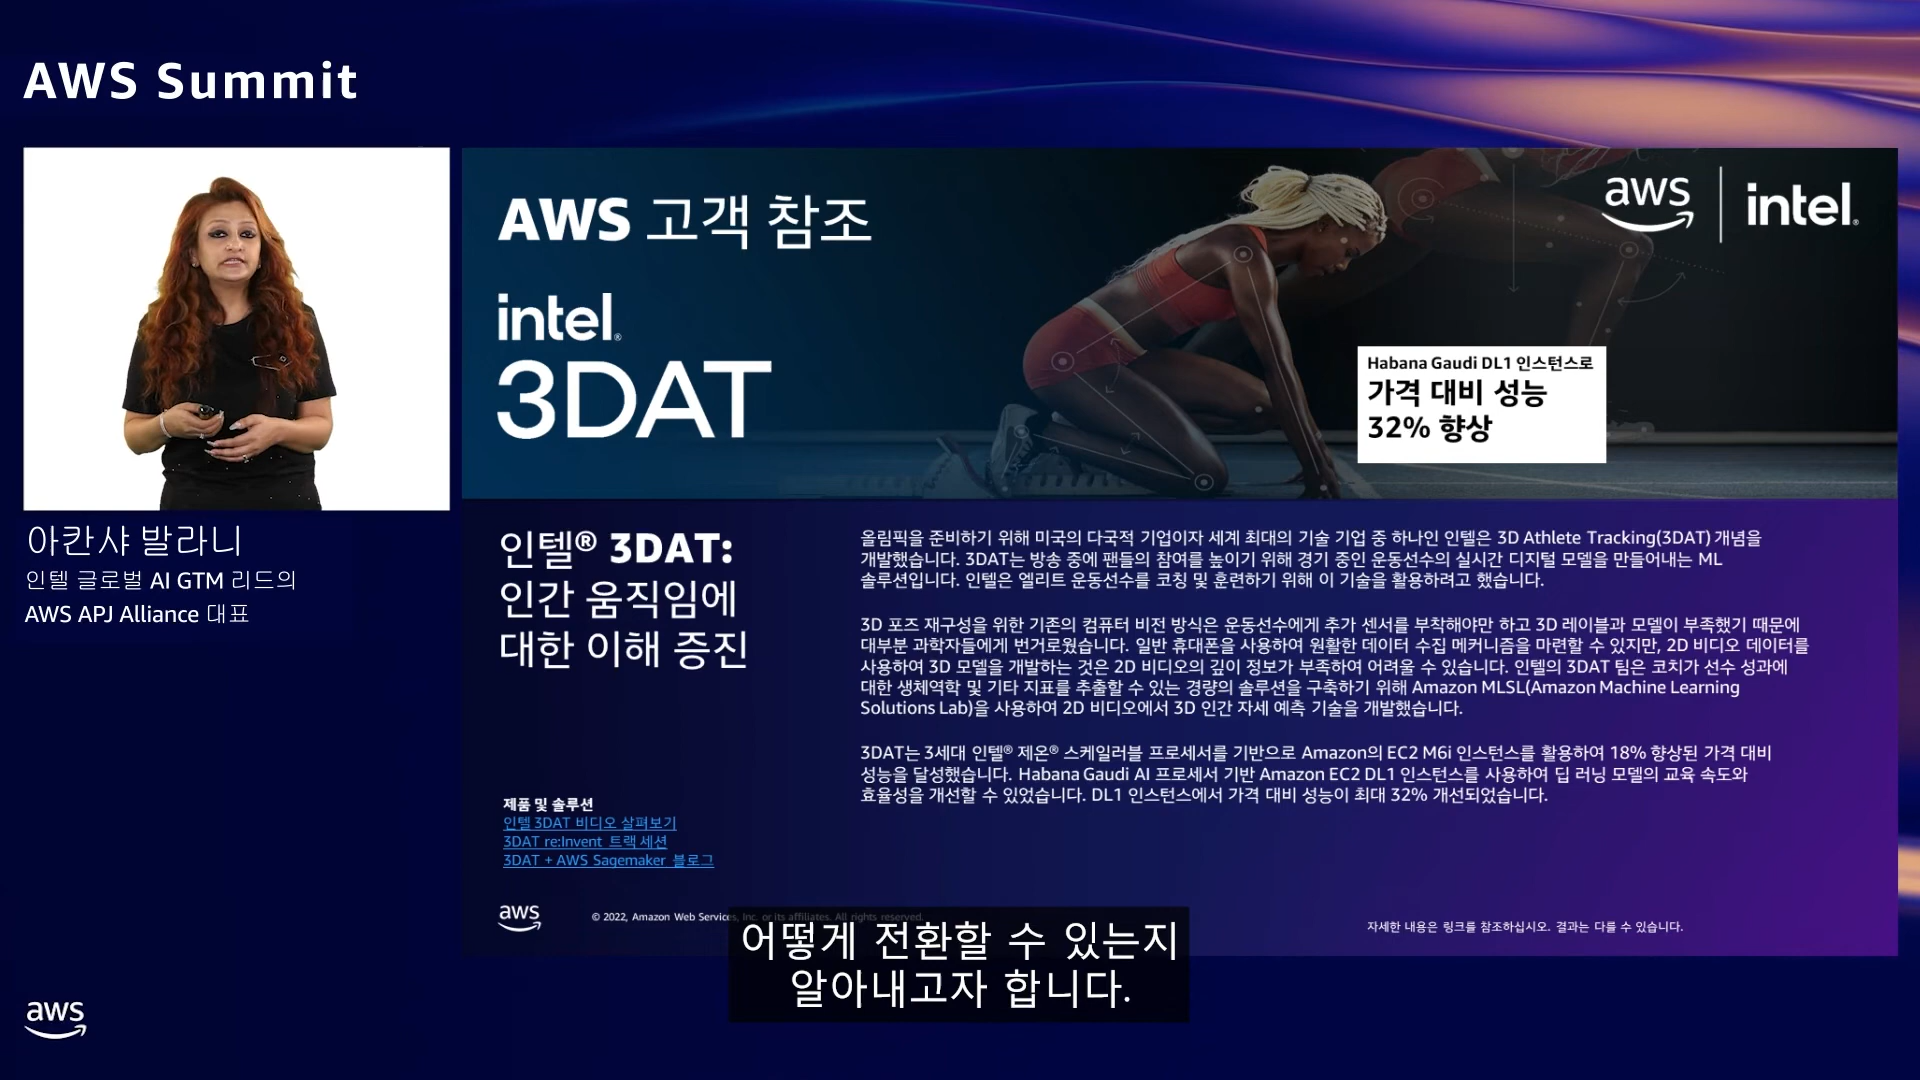 AWS Summit
아칸샤 발라니
인텔 글로벌 AI GTM 리드의
AWS APJ Alliance 대표
AWS 고객 참조
intel.
3DAT
aws
intel.
Habana Gaudi DL1 인스턴스로
가격 대비 성능
32% 향상
인텔® 3DAT:
인간 움직임에
대한 이해 증진
올림픽을 준비하기 위해 미국의 다국적 기업이자 세계 최대의 기술 기업 중 하나인 인텔은 3D Athlete Tracking(3DAT) 개념을
개발했습니다. 3DAT는 방송 중에 팬들의 참여를 높이기 위해 경기 중인 운동선수의 실시간 디지털 모델을 만들어내는 ML
솔루션입니다. 인텔은 엘리트 운동선수를 코칭 및 훈련하기 위해 이 기술을 활용하려고 했습니다.
3D 포즈 재구성을 위한 기존의 컴퓨터 비전 방식은 운동선수에게 추가 센서를 부착해야만 하고 3D 레이블과 모델이 부족했기 때문에
대부분 과학자들에게 번거로웠습니다. 일반 휴대폰을 사용하여 원활한 데이터 수집 메커니즘을 마련할 수 있지만, 2D 비디오 데이터를
사용하여 3D 모델을 개발하는 것은 2D 비디오의 깊이 정보가 부족하여 어려울 수 있습니다. 인텔의 3DAT 팀은 코치가 선수 성과에
대한 생체역학 및 기타 지표를 추출할 수 있는 경량의 솔루션을 구축하기 위해 Amazon MLSL(Amazon Machine Learning
Solutions Lab)을 사용하여 2D 비디오에서 3D 인간 자세 예측 기술을 개발했습니다.
3DAT는 3세대 인텔® 제온® 스케일러블 프로세서를 기반으로 Amazon의 EC2 M6i 인스턴스를 활용하여 18% 향상된 가격 대비
성능을 달성했습니다. Habana Gaudi AI 프로세서 기반 Amazon EC2 DL1 인스턴스를 사용하여 딥 러닝 모델의 교육 속도와
효율성을 개선할 수 있었습니다. DL1 인스턴스에서 가격 대비 성능이 최대 32% 개선되었습니다.
제품 및 솔루션
인텔 3DAT 비디오 살펴보기
3DAT re:Invent 트랙 세션
3DAT + AWS Sagemaker 블로그
aws
© 2022, Amazon Web Services, Inc. or its affiliates. All rights reserved.
자세한 내용은 링크를 참조하십시오. 결과는 다를 수 있습니다.
어떻게 전환할 수 있는지
알아내고자 합니다.
aws